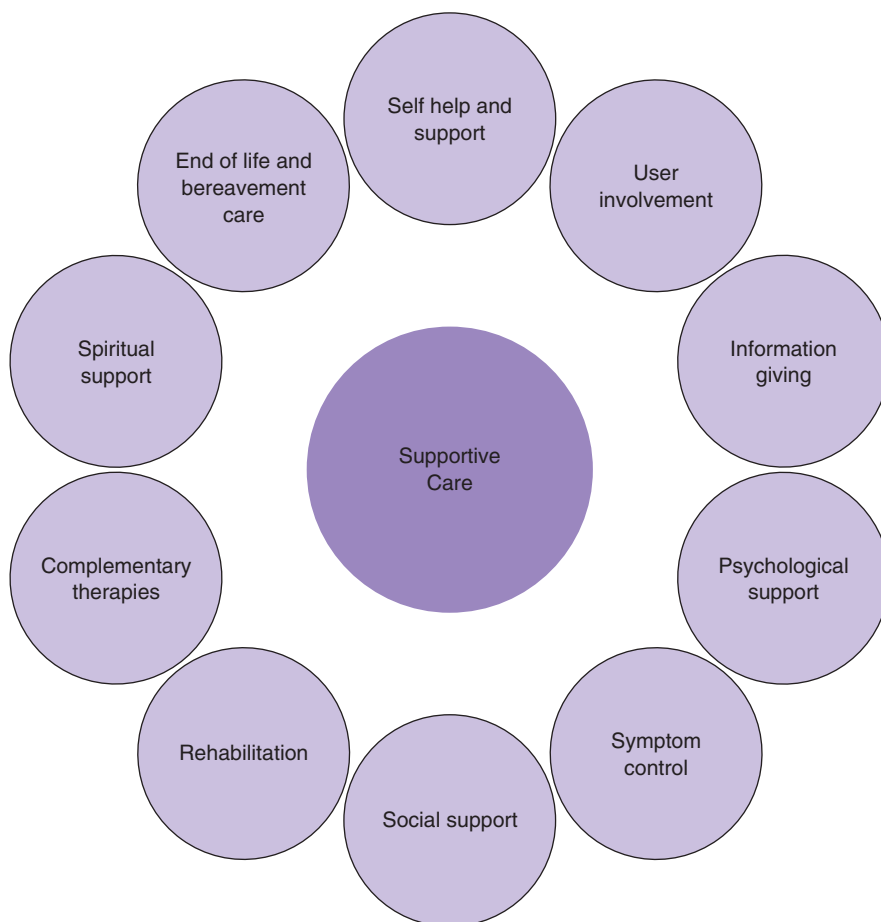 Self help and
support
User
involvement
Information
giving
Psychological
support
Symptom
control
Social support
Rehabilitation
Complementary
therapies
Spiritual
support
End of life and
bereavement
care
Supportive
Care